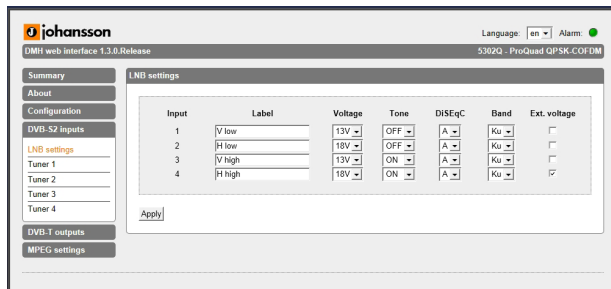 johansson
Language: en Alarm:
DMH web interface 1.3.0.Release 5302Q - ProQuad QPSK-COFDM
Summary
About
Configuration
DVB-S2 inputs
LNB settings
Tuner 1
Tuner 2
Tuner 3
Tuner 4
DVB-T outputs
MPEG settings
LNB settings
Input Label Voltage Tone DiSEqC Band Ext. voltage
1 V low 13V OFF A Ku
2 H low 18V OFF A Ku
3 V high 13V ON A Ku
4 H high 18V ON A Ku
Apply